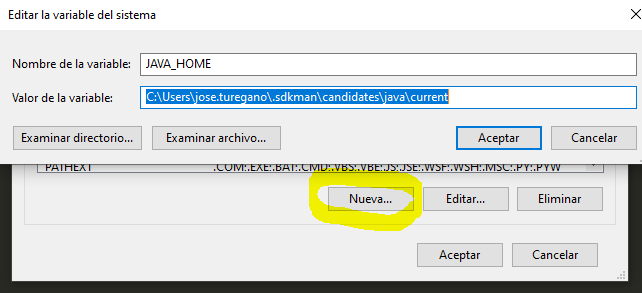 Editar la variable del sistema
Nombre de la variable: JAVA_HOME
Valor de la variable: C:\Users\jose.turegano\.sdkman\candidates\java\current
Examinar directorio... Examinar archivo... Aceptar Cancelar
PATHEXT .COM;.EXE;.BAT;.CMD;.VBS;.VBE;.JS;.JSE;.WSF;.WSH;.MSC;.PY;.PYW
Nueva... Editar... Eliminar
Aceptar Cancelar